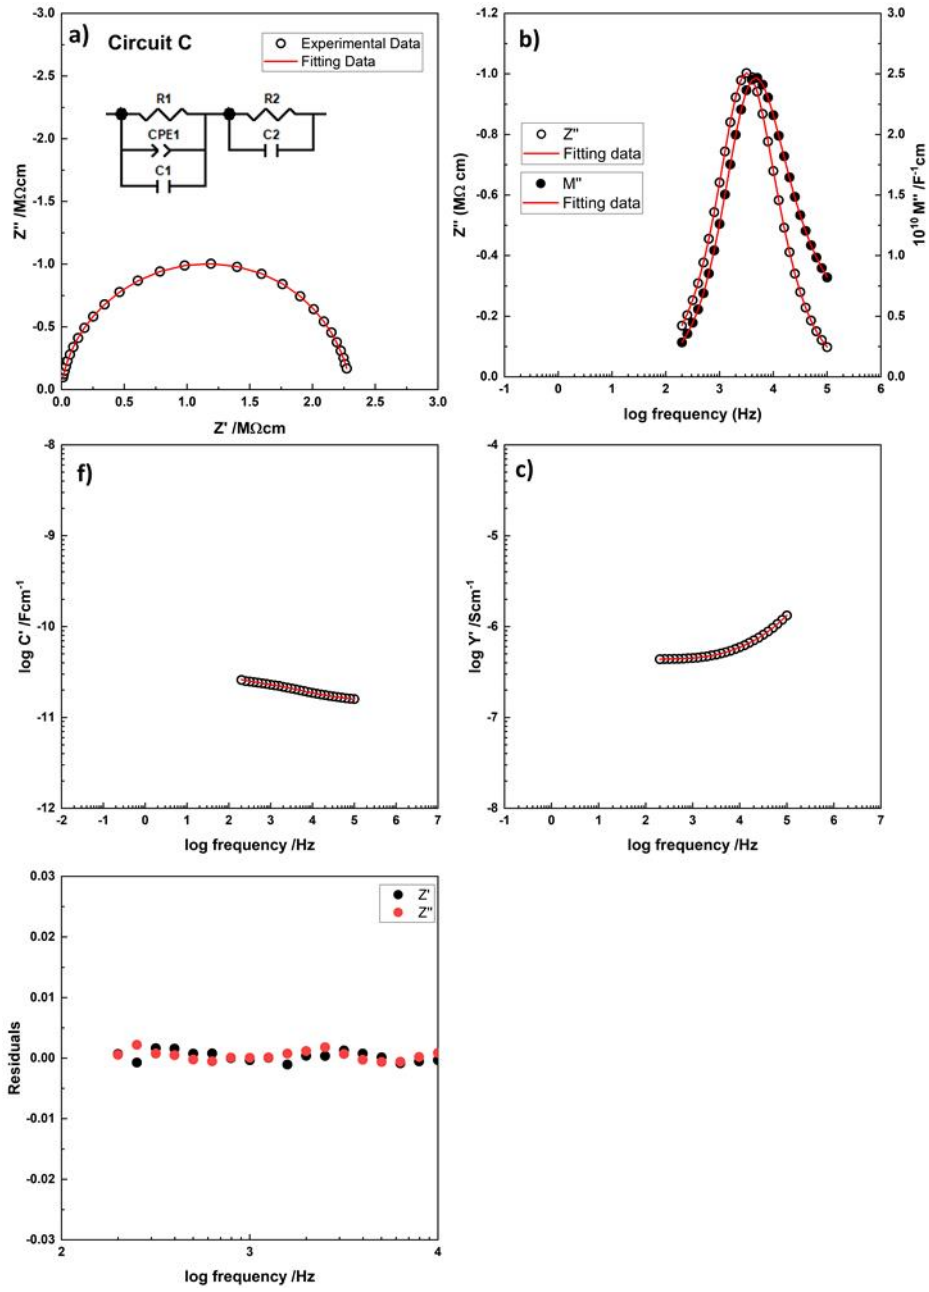 a)
Circuit C
Experimental Data
Fitting Data
R1
CPE1
C1
R2
C2
Z'' /MΩcm
-3.0
-2.5
-2.0
-1.5
-1.0
-0.5
0.0
0.0 0.5 1.0 1.5 2.0 2.5 3.0
Z' /MΩcm
b)
Z''
Fitting data
M''
Fitting data
Z'' (MΩ cm)
-1.2
-1.0
-0.8
-0.6
-0.4
-0.2
0.0
3.0
2.5
2.0
1.5
1.0
0.5
0.0
10¹⁰ M'' /F⁻¹cm
-1 0 1 2 3 4 5 6
log frequency (Hz)
f)
log C' /Fcm⁻¹
-8
-9
-10
-11
-12
-2 -1 0 1 2 3 4 5 6 7
log frequency /Hz
c)
log Y' /Scm⁻¹
-4
-5
-6
-7
-8
-1 0 1 2 3 4 5 6 7
log frequency /Hz
Z'
Z''
Residuals
0.03
0.02
0.01
0.00
-0.01
-0.02
-0.03
2 3 4
log frequency /Hz